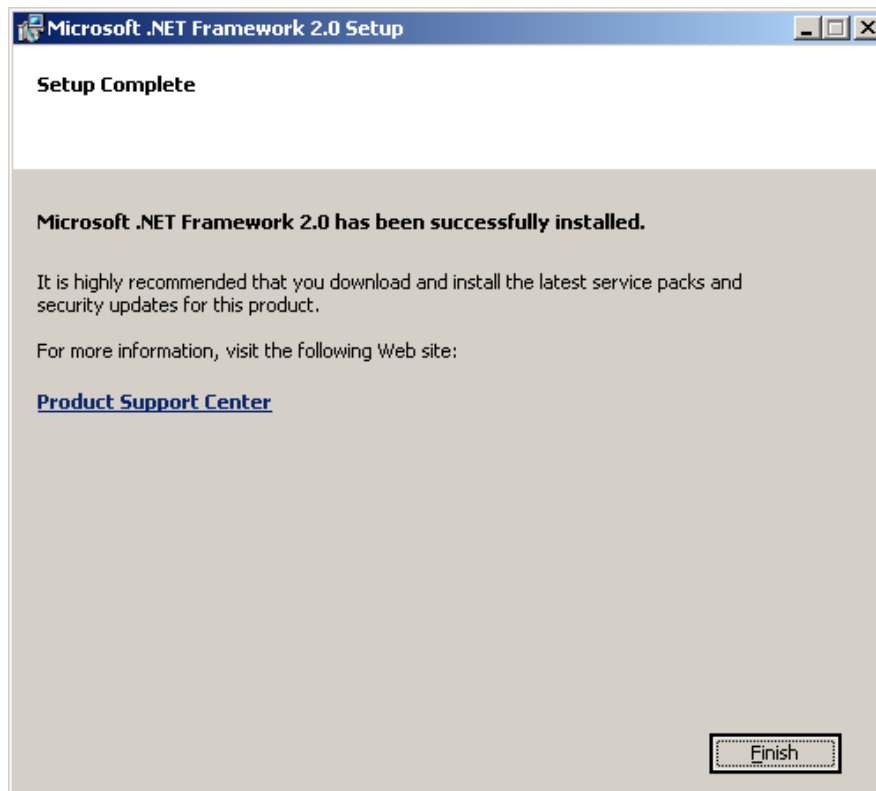 Microsoft .NET Framework 2.0 Setup
Setup Complete
Microsoft .NET Framework 2.0 has been successfully installed.
It is highly recommended that you download and install the latest service packs and
security updates for this product.
For more information, visit the following Web site:
Product Support Center
Finish